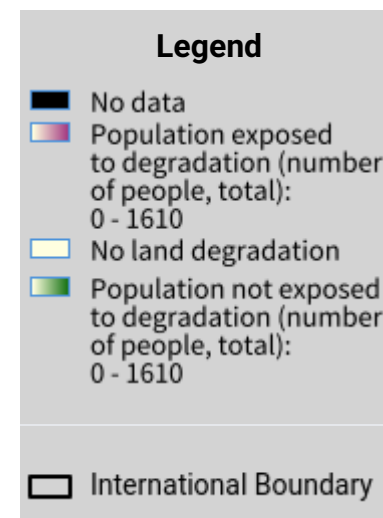 Legend
No data
Population exposed
to degradation (number
of people, total):
0 - 1610
No land degradation
Population not exposed
to degradation (number
of people, total):
0 - 1610
International Boundary